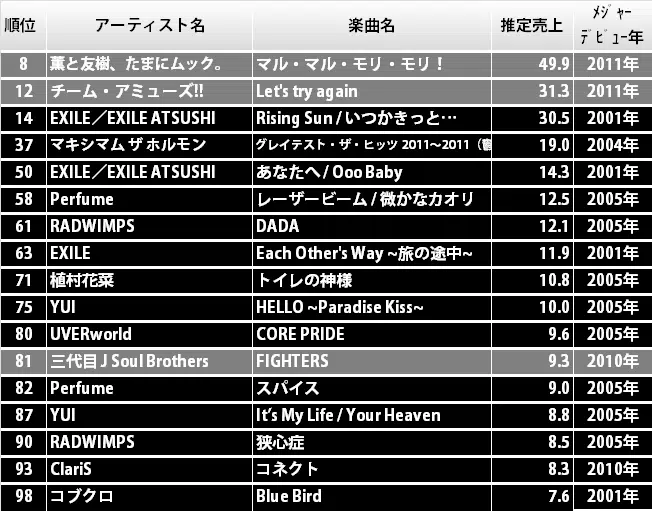 順位 アーティスト名 楽曲名 推定売上 ﾒｼﾞｬｰ
ﾃﾞﾋﾞｭｰ年
8 薫と友樹、たまにムック。 マル・マル・モリ・モリ！ 49.9 2011年
12 チーム・アミューズ!! Let's try again 31.3 2011年
14 EXILE／EXILE ATSUSHI Rising Sun / いつかきっと… 30.5 2001年
37 マキシマム ザ ホルモン グレイテスト・ザ・ヒッツ 2011〜2011（ 19.0 2004年
50 EXILE／EXILE ATSUSHI あなたへ / Ooo Baby 14.3 2001年
58 Perfume レーザービーム / 微かなカオリ 12.5 2005年
61 RADWIMPS DADA 12.1 2005年
63 EXILE Each Other's Way ~旅の途中~ 11.9 2001年
71 植村花菜 トイレの神様 10.8 2005年
75 YUI HELLO ~Paradise Kiss~ 10.0 2005年
80 UVERworld CORE PRIDE 9.6 2005年
81 三代目 J Soul Brothers FIGHTERS 9.3 2010年
82 Perfume スパイス 9.0 2005年
87 YUI It’s My Life / Your Heaven 8.8 2005年
90 RADWIMPS 狭心症 8.5 2005年
93 ClariS コネクト 8.3 2010年
98 コブクロ Blue Bird 7.6 2001年